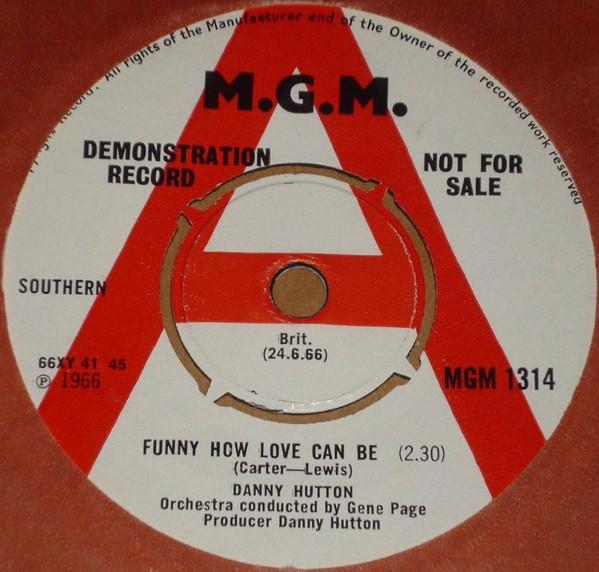 Record. All rights of the Manufacturer and of the Owner of the recorded work reserved
M.G.M.
DEMONSTRATION
RECORD
NOT FOR
SALE
A
SOUTHERN
Brit.
(24.6.66)
66XY 41 45
Ⓟ 1966
MGM 1314
FUNNY HOW LOVE CAN BE (2.30)
(Carter—Lewis)
DANNY HUTTON
Orchestra conducted by Gene Page
Producer Danny Hutton